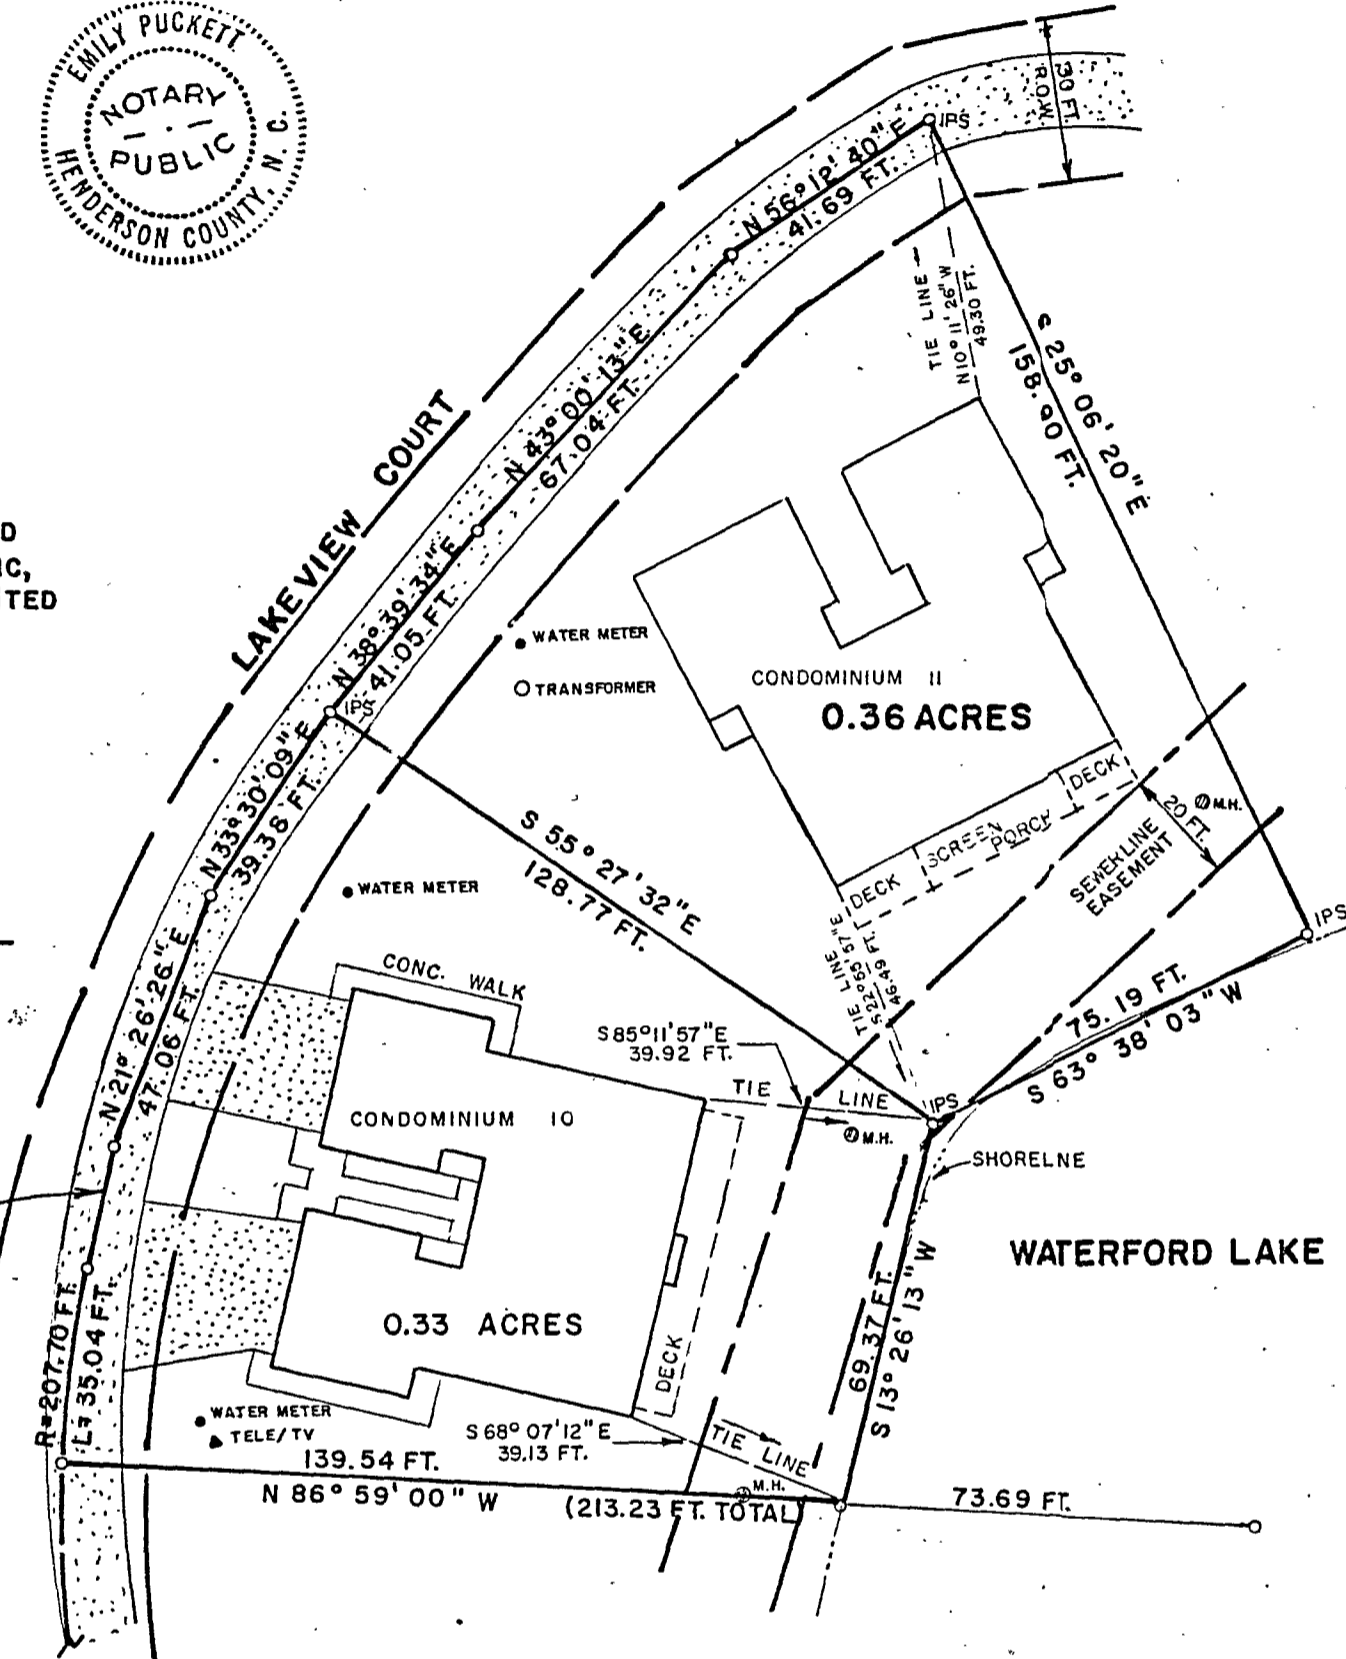 EMILY PUCKETT
NOTARY
PUBLIC
HENDERSON COUNTY, N. C.
30 FT.
R.O.W.
IPS
N 56° 12' 40" E
41.69 FT.
TIE LINE
N10° 11' 26" W
49.30 FT.
S 25° 06' 20" E
158.90 FT.
N 43° 00' 13" E
67.04 FT.
LAKEVIEW COURT
D
IC,
TED
N 38° 39' 34" E
41.05 FT.
IPS
WATER METER
TRANSFORMER
CONDOMINIUM 11
0.36 ACRES
DECK
SCREEN
PORCH
DECK
20 FT.
M.H.
SEWERLINE
EASEMENT
N 33° 30' 09" E
39.38 FT.
S 55° 27' 32" E
128.77 FT.
WATER METER
TIE LINE
S 22° 55' 57" E
46.49 FT.
IPS
75.19 FT.
S 63° 38' 03" W
N 21° 26' 26" E
47.06 FT.
CONC. WALK
S 85° 11' 57" E
39.92 FT.
TIE LINE
IPS
M.H.
CONDOMINIUM 10
SHORELNE
WATERFORD LAKE
0.33 ACRES
DECK
69.37 FT.
S 13° 26' 13" W
R=207.70 FT.
L=35.04 FT.
WATER METER
TELE/TV
S 68° 07' 12" E
39.13 FT.
TIE LINE
139.54 FT.
N 86° 59' 00" W
(213.23 FT. TOTAL)
M.H.
73.69 FT.